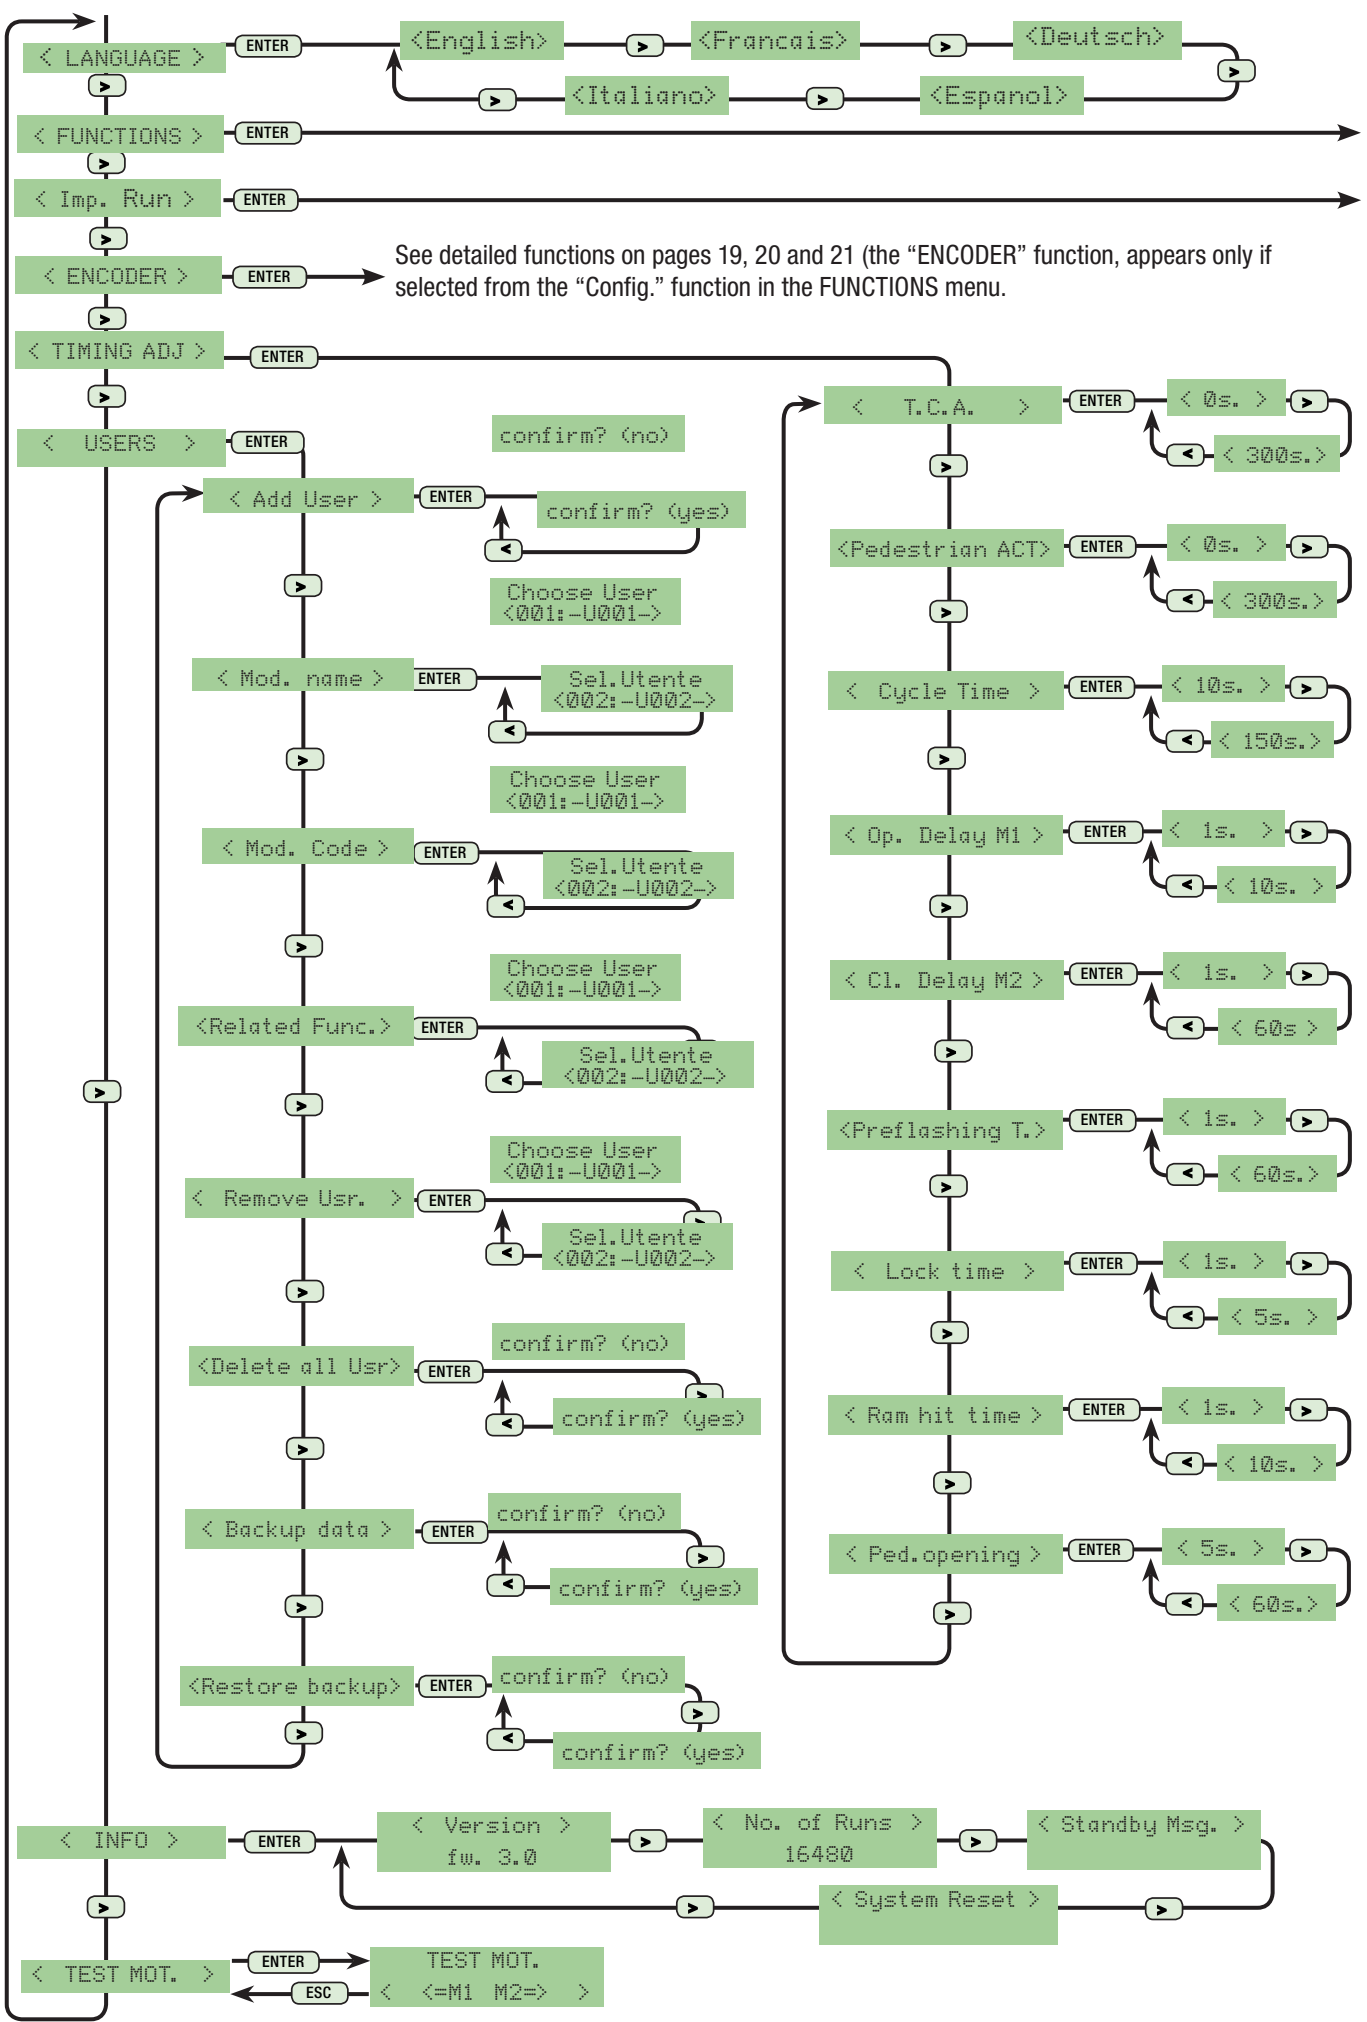 < LANGUAGE >
ENTER
<English>
>
<Francais>
>
<Deutsch>
>
<Espanol>
>
<Italiano>
>
>
< FUNCTIONS >
ENTER
>
< Imp. Run >
ENTER
>
< ENCODER >
ENTER
See detailed functions on pages 19, 20 and 21 (the “ENCODER” function, appears only if
selected from the “Config.” function in the FUNCTIONS menu.
>
< TIMING ADJ >
ENTER
>
< USERS >
ENTER
confirm? (no)
< Add User >
ENTER
confirm? (yes)
<
>
Choose User
<001:-U001->
< Mod. name >
ENTER
Sel.Utente
<002:-U002->
<
>
Choose User
<001:-U001->
< Mod. Code >
ENTER
Sel.Utente
<002:-U002->
<
>
Choose User
<001:-U001->
<Related Func.>
ENTER
Sel.Utente
<002:-U002->
<
>
>
Choose User
<001:-U001->
< Remove Usr. >
ENTER
>
Sel.Utente
<002:-U002->
<
>
confirm? (no)
<Delete all Usr>
ENTER
>
confirm? (yes)
<
>
confirm? (no)
< Backup data >
ENTER
>
confirm? (yes)
<
>
confirm? (no)
<Restore backup>
ENTER
>
confirm? (yes)
<
>
< T.C.A. >
ENTER
< 0s. >
>
< 300s.>
<
>
<Pedestrian ACT>
ENTER
< 0s. >
>
< 300s.>
<
>
< Cycle Time >
ENTER
< 10s. >
>
< 150s.>
<
>
< Op. Delay M1 >
ENTER
< 1s. >
>
< 10s. >
<
>
< Cl. Delay M2 >
ENTER
< 1s. >
>
< 60s >
<
>
<Preflashing T.>
ENTER
< 1s. >
>
< 60s.>
<
>
< Lock time >
ENTER
< 1s. >
>
< 5s. >
<
>
< Ram hit time >
ENTER
< 1s. >
>
< 10s. >
<
>
< Ped.opening >
ENTER
< 5s. >
>
< 60s.>
<
>
< INFO >
ENTER
< Version >
fw. 3.0
>
< No. of Runs >
16480
>
< Standby Msg. >
>
< System Reset >
>
>
< TEST MOT. >
ENTER
ESC
TEST MOT.
< <=M1 M2=> >